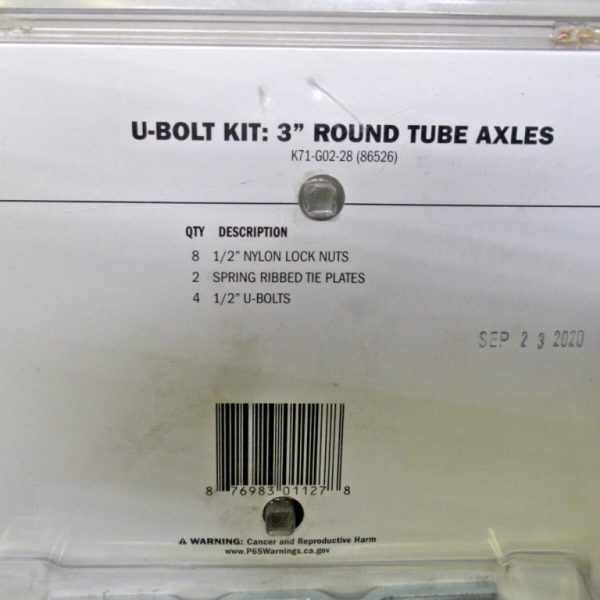 U-BOLT KIT: 3" ROUND TUBE AXLES
K71-G02-28 (86526)
QTY DESCRIPTION
8 1/2" NYLON LOCK NUTS
2 SPRING RIBBED TIE PLATES
4 1/2" U-BOLTS
SEP 2 3 2020
8 76983 01127 8
⚠ WARNING: Cancer and Reproductive Harm
www.P65Warnings.ca.gov